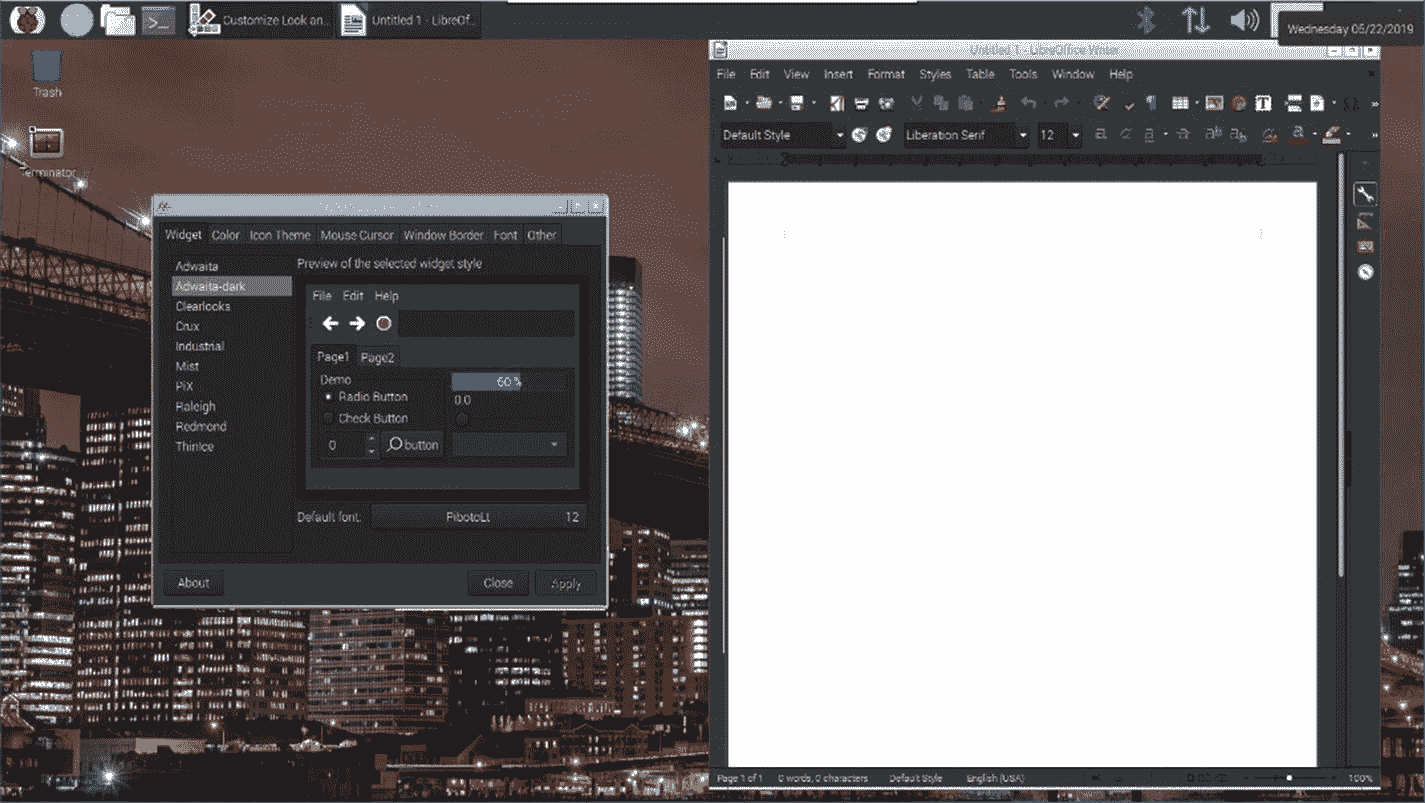 Customize Look an... Untitled 1 - LibreOf...
Wednesday 05/22/2019
Trash
Terminator
Untitled 1 - LibreOffice Writer
File Edit View Insert Format Styles Table Tools Window Help
Default Style Liberation Serif 12
Widget Color Icon Theme Mouse Cursor Window Border Font Other
Adwaita
Adwaita-dark
Clearlooks
Crux
Industrial
Mist
PiX
Raleigh
Redmond
ThinIce
Preview of the selected widget style
File Edit Help
Page1 Page2
Demo
60 %
Radio Button
0.0
Check Button
0 button
Default font: PibotoLt 12
About Close Apply
Page 1 of 1 0 words, 0 characters Default Style English (USA) 100%